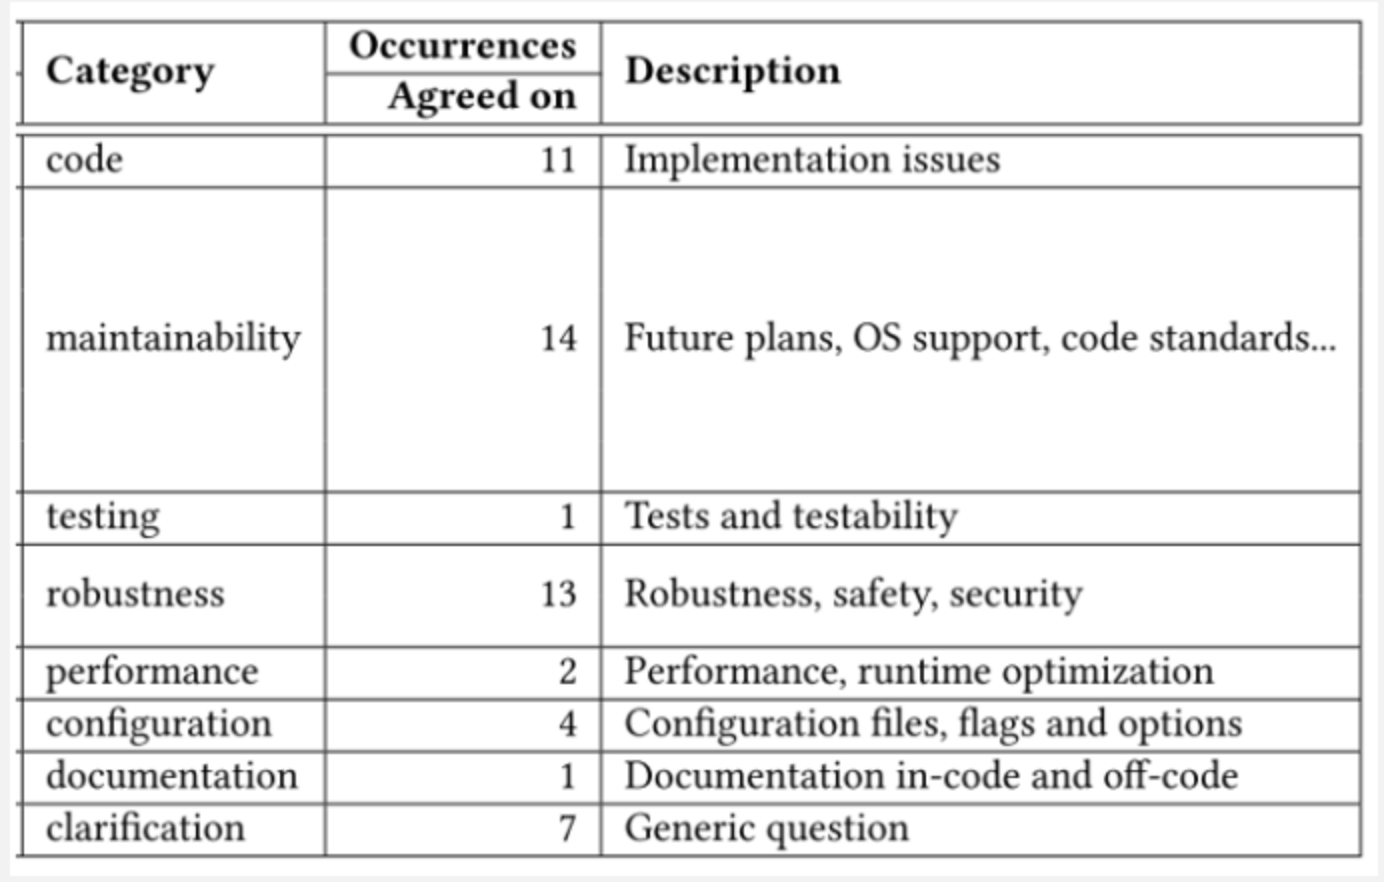 Category Occurrences Description
Agreed on
code 11 Implementation issues
maintainability 14 Future plans, OS support, code standards...
testing 1 Tests and testability
robustness 13 Robustness, safety, security
performance 2 Performance, runtime optimization
configuration 4 Configuration files, flags and options
documentation 1 Documentation in-code and off-code
clarification 7 Generic question